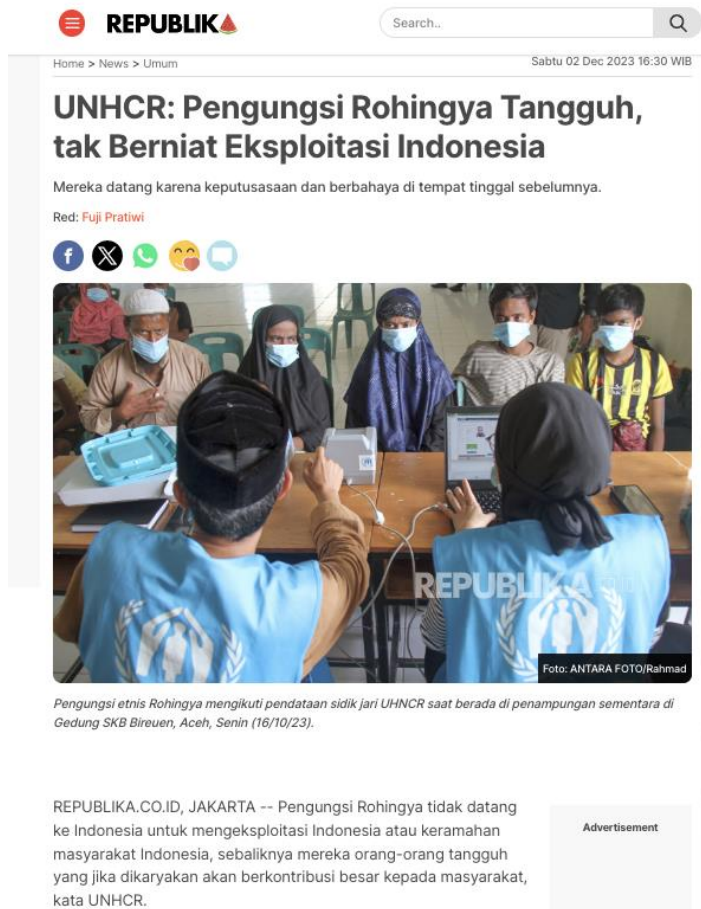 REPUBLIKA
Search..
Home > News > Umum
Sabtu 02 Dec 2023 16:30 WIB
UNHCR: Pengungsi Rohingya Tangguh,
tak Berniat Eksploitasi Indonesia
Mereka datang karena keputusasaan dan berbahaya di tempat tinggal sebelumnya.
Red: Fuji Pratiwi
REPUBLIKA
Foto: ANTARA FOTO/Rahmad
Pengungsi etnis Rohingya mengikuti pendataan sidik jari UHNCR saat berada di penampungan sementara di
Gedung SKB Bireuen, Aceh, Senin (16/10/23).
REPUBLIKA.CO.ID, JAKARTA -- Pengungsi Rohingya tidak datang
ke Indonesia untuk mengeksploitasi Indonesia atau keramahan
masyarakat Indonesia, sebaliknya mereka orang-orang tangguh
yang jika dikaryakan akan berkontribusi besar kepada masyarakat,
kata UNHCR.
Advertisement